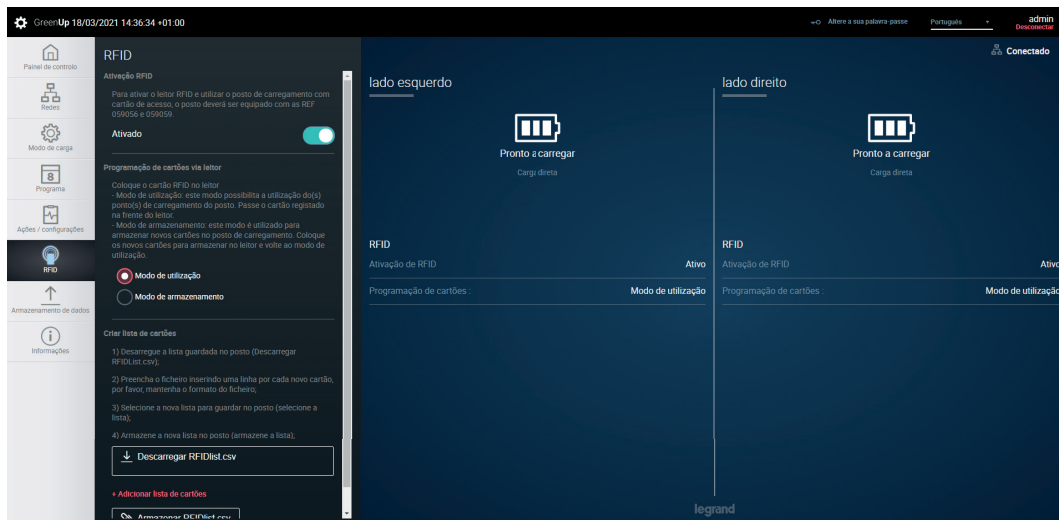 GreenUp 18/03/2021 14:36:34 +01:00
Altere a sua palavra-passe
Português
admin
Desconectar
Painel de controlo
Redes
Modo de carga
8
Programa
Ações / configurações
RFID
Armazenamento de dados
Informações
RFID
Ativação RFID
Para ativar o leitor RFID e utilizar o posto de carregamento com
cartão de acesso, o posto deverá ser equipado com as REF
059056 e 059059.
Ativado
Programação de cartões via leitor
Coloque o cartão RFID no leitor
- Modo de utilização: este modo possibilita a utilização do(s)
ponto(s) de carregamento do posto. Passe o cartão registado
na frente do leitor.
- Modo de armazenamento: este modo é utilizado para
armazenar novos cartões no posto de carregamento. Coloque
os novos cartões para armazenar no leitor e volte ao modo de
utilização.
Modo de utilização
Modo de armazenamento
Criar lista de cartões
1) Desarregue a lista guardada no posto (Descarregar
RFIDList.csv);
2) Preencha o ficheiro inserindo uma linha por cada novo cartão,
por favor, mantenha o formato do ficheiro;
3) Selecione a nova lista para guardar no posto (selecione a
lista);
4) Armazene a nova lista no posto (armazene a lista);
Descarregar RFIDlist.csv
+ Adicionar lista de cartões
Armazonar RFIDlist.csv
Conectado
lado esquerdo
Pronto a carregar
Carga direta
RFID
Ativação de RFID
Ativo
Programação de cartões :
Modo de utilização
lado direito
Pronto a carregar
Carga direta
RFID
Ativação de RFID
Ativo
Programação de cartões :
Modo de utilização
legrand